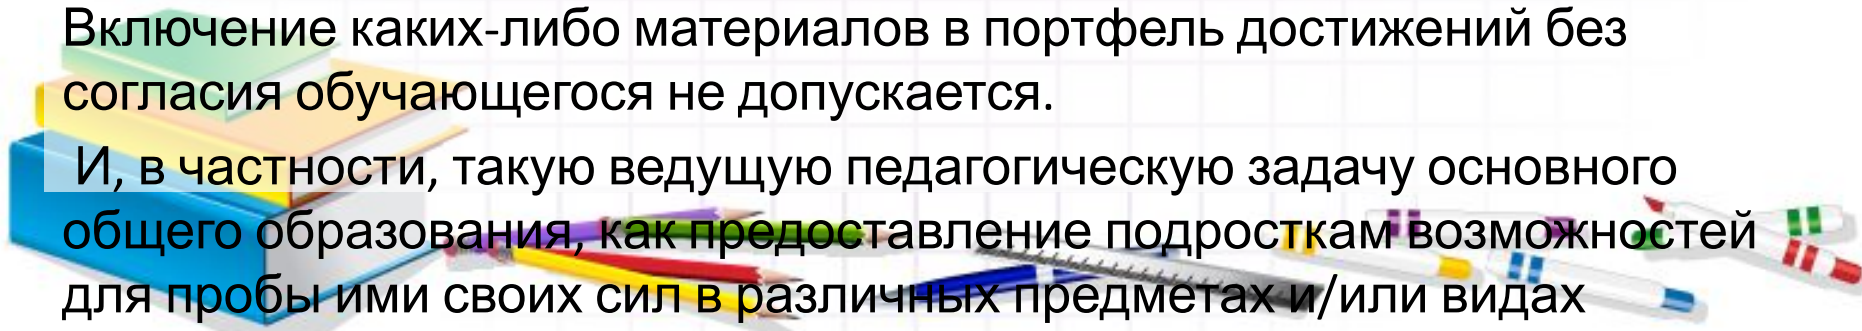 Включение каких-либо материалов в портфель достижений без
согласия обучающегося не допускается.
И, в частности, такую ведущую педагогическую задачу основного
общего образования, как предоставление подросткам возможностей
для пробы ими своих сил в различных предметах и/или видах